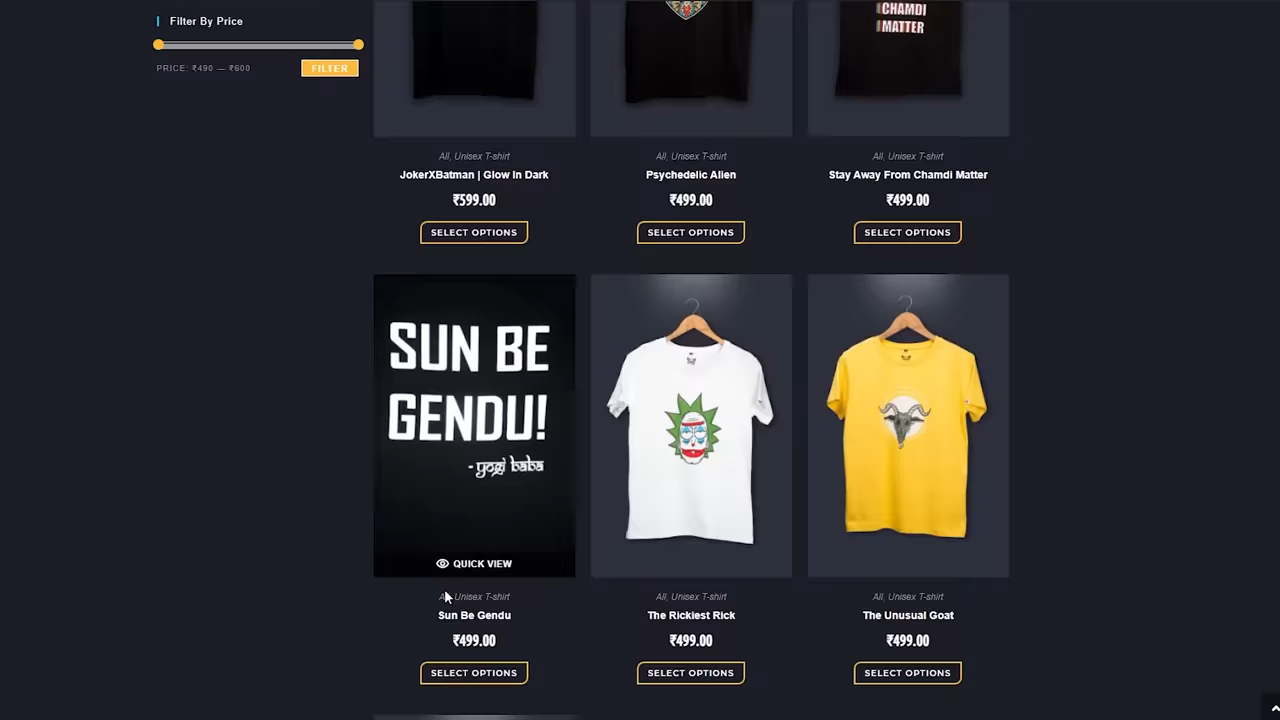 Filter By Price
PRICE: ₹490 — ₹600
FILTER
CHAMDI
MATTER
All, Unisex T-shirt
JokerXBatman | Glow In Dark
₹599.00
SELECT OPTIONS
All, Unisex T-shirt
Psychedelic Alien
₹499.00
SELECT OPTIONS
All, Unisex T-shirt
Stay Away From Chamdi Matter
₹499.00
SELECT OPTIONS
SUN BE
GENDU!
- yogi baba
QUICK VIEW
All, Unisex T-shirt
Sun Be Gendu
₹499.00
SELECT OPTIONS
All, Unisex T-shirt
The Rickiest Rick
₹499.00
SELECT OPTIONS
All, Unisex T-shirt
The Unusual Goat
₹499.00
SELECT OPTIONS